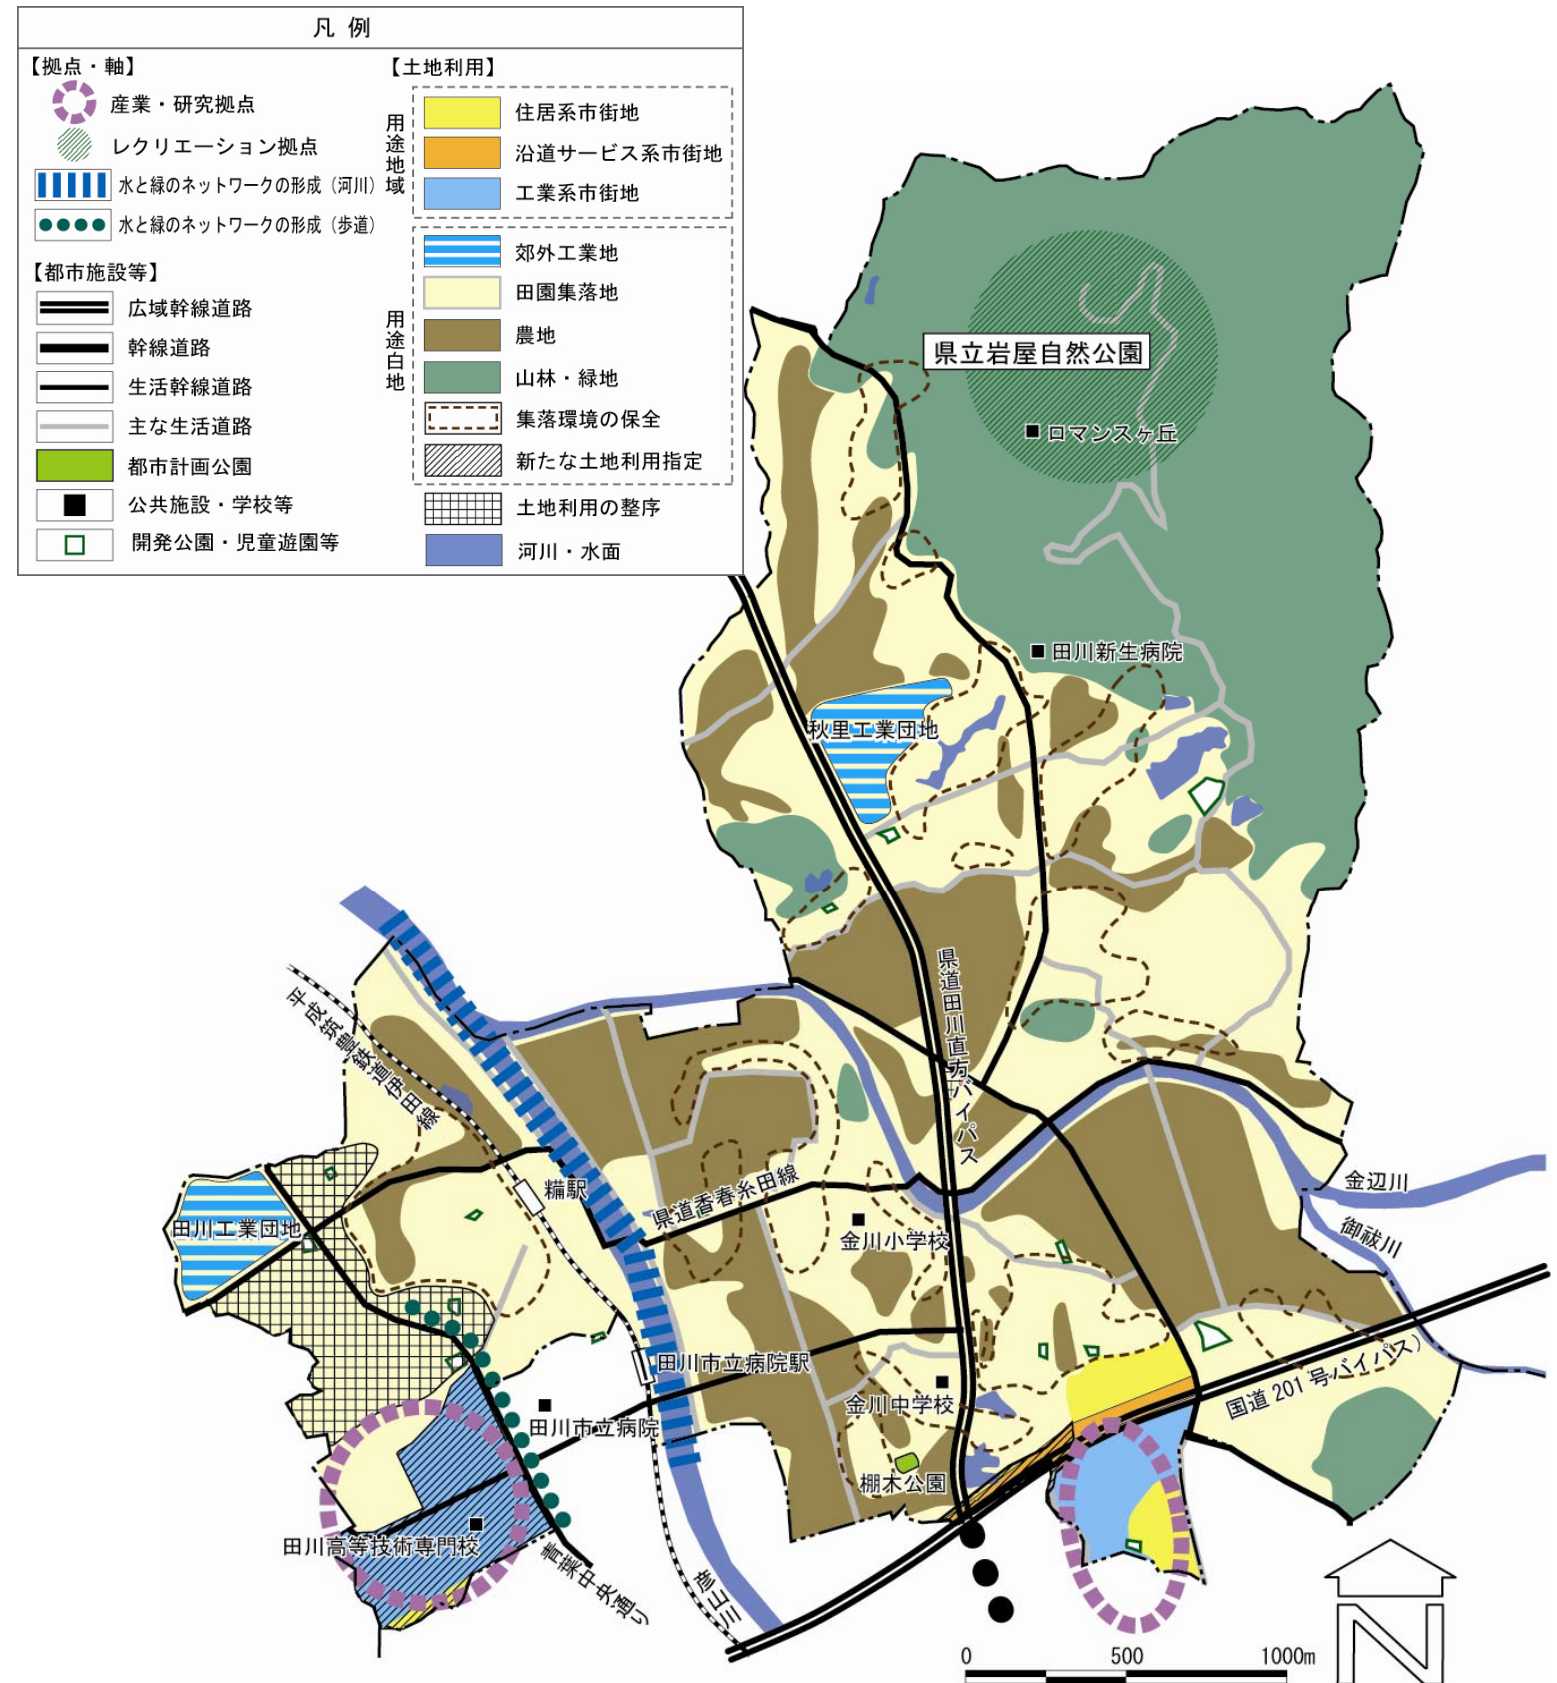 凡 例
【拠点・軸】
産業・研究拠点
レクリエーション拠点
水と緑のネットワークの形成（河川）
水と緑のネットワークの形成（歩道）
【都市施設等】
広域幹線道路
幹線道路
生活幹線道路
主な生活道路
都市計画公園
公共施設・学校等
開発公園・児童遊園等
【土地利用】
用途地域
住居系市街地
沿道サービス系市街地
工業系市街地
用途白地
郊外工業地
田園集落地
農地
山林・緑地
集落環境の保全
新たな土地利用指定
土地利用の整序
河川・水面
県立岩屋自然公園
ロマンスヶ丘
田川新生病院
秋里工業団地
県道田川直方バイパス
平成筑豊鉄道伊田線
糒駅
県道香春糸田線
金川小学校
金辺川
御祓川
田川工業団地
田川市立病院駅
田川市立病院
金川中学校
国道201号バイパス）
棚木公園
田川高等技術専門校
青葉中央通り
彦山川
0 500 1000m
N